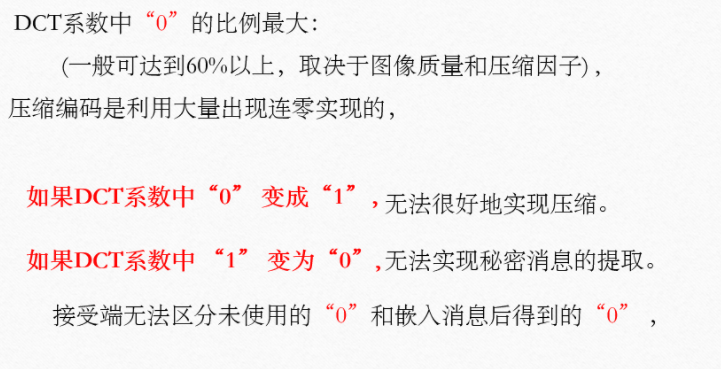 DCT系数中“0”的比例最大：
(一般可达到60%以上，取决于图像质量和压缩因子)，
压缩编码是利用大量出现连零实现的，
如果DCT系数中“0” 变成“1”，无法很好地实现压缩。
如果DCT系数中 “1” 变为“0”,无法实现秘密消息的提取。
接受端无法区分未使用的“0”和嵌入消息后得到的“0” ，